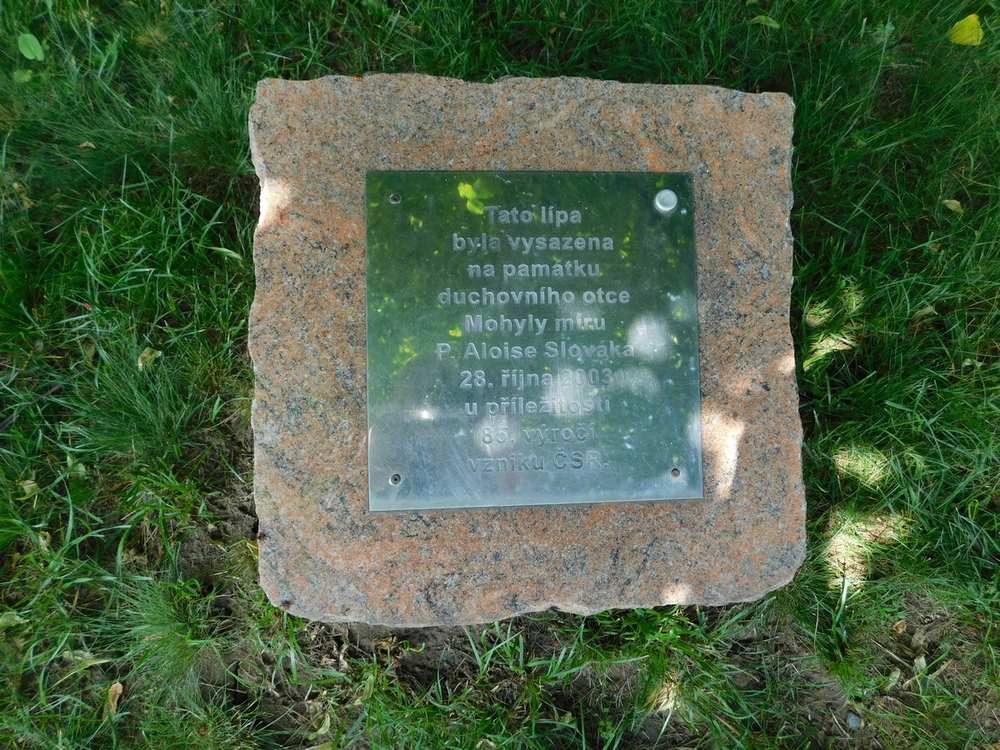 Tato lípa
byla vysazena
na památku
duchovního otce
Mohyly míru
P. Aloise Slováka
28. října 2003
u příležitosti
85. výročí
vzniku ČSR.